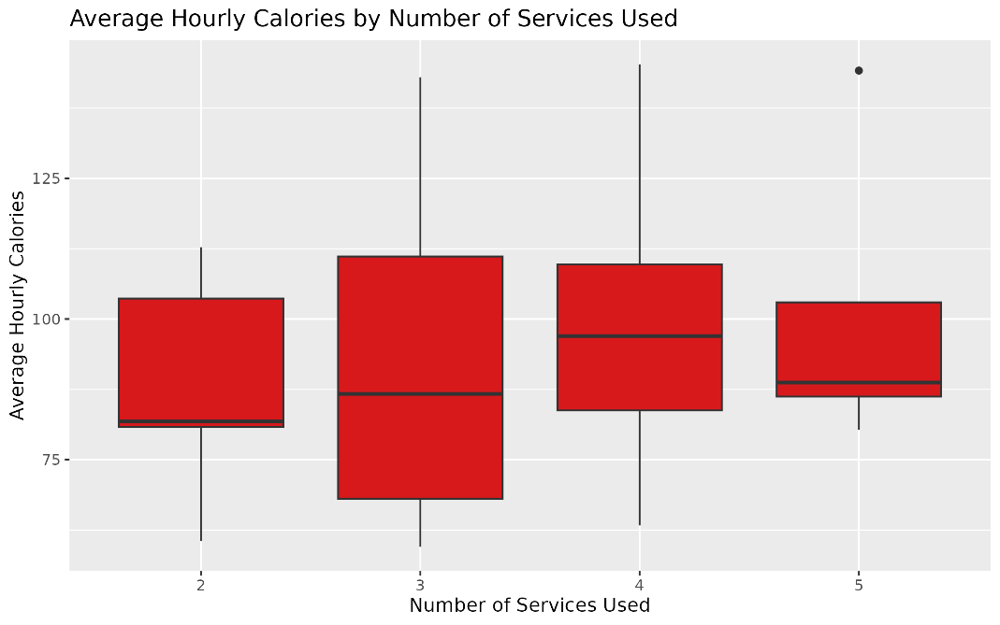 Average Hourly Calories by Number of Services Used
Average Hourly Calories
125
100
75
2 3 4 5
Number of Services Used